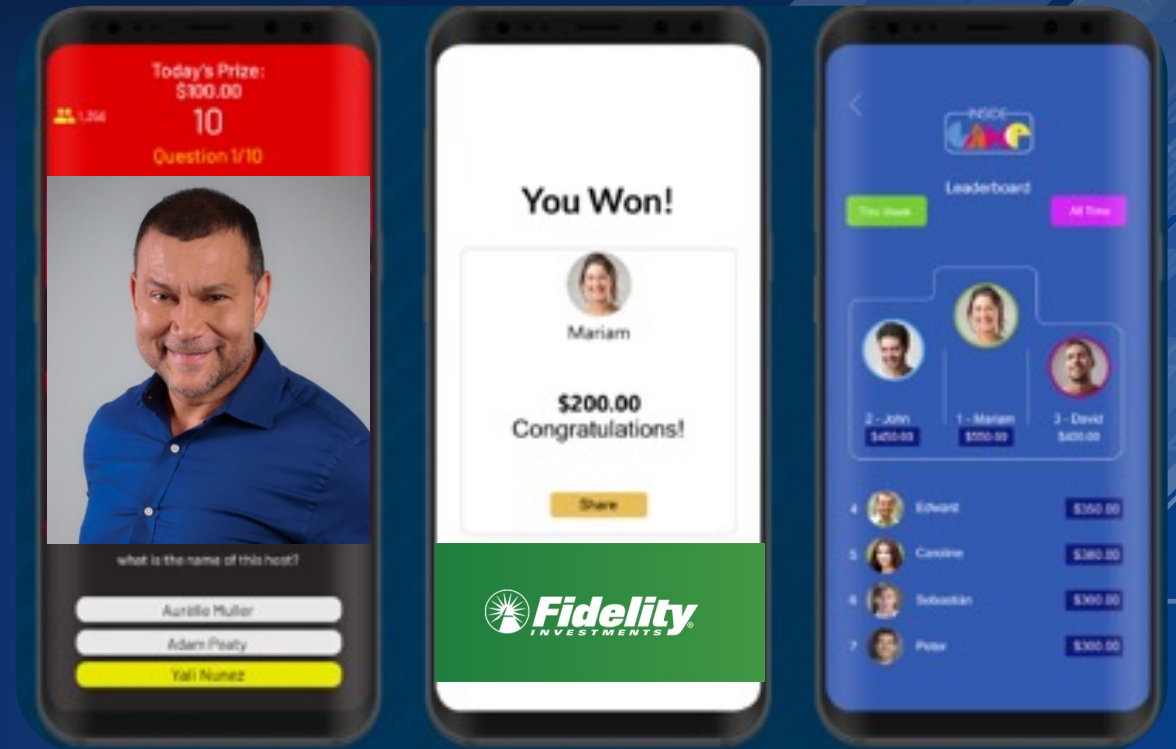 Today's Prize:
$100.00
10
Question 1/10
what is the name of this host?
Aurélie Muller
Adam Peaty
Yali Nunez
You Won!
Mariam
$200.00
Congratulations!
Share
Fidelity
INVESTMENTS
INSIDE
GAME
Leaderboard
This Week
All Time
2 - John
$450.00
1 - Mariam
$550.00
3 - David
$400.00
4 Edward $350.00
5 Caroline $380.00
6 Sebastián $300.00
7 Peter $300.00